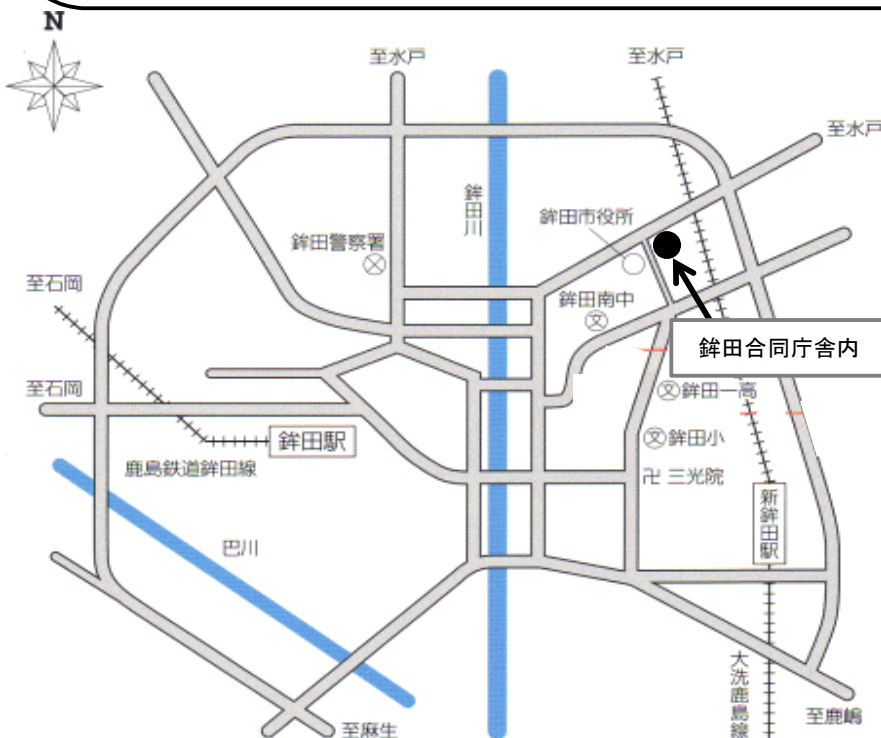 N
至水戸
至水戸
至水戸
鉾田川
鉾田市役所
鉾田警察署
至石岡
鉾田南中
文
鉾田合同庁舎内
至石岡
文鉾田一高
文鉾田小
鉾田駅
鹿島鉄道鉾田線
卍 三光院
新鉾田駅
巴川
大洗鹿島線
至麻生
至鹿嶋